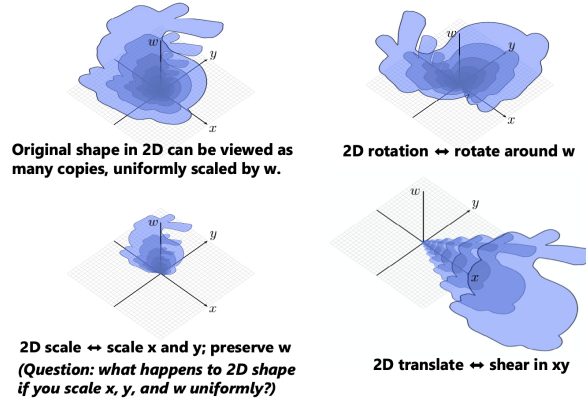 w
y
x
Original shape in 2D can be viewed as
many copies, uniformly scaled by w.
w
y
x
2D rotation ↔ rotate around w
w
y
x
2D scale ↔ scale x and y; preserve w
(Question: what happens to 2D shape
if you scale x, y, and w uniformly?)
w
y
x
2D translate ↔ shear in xy